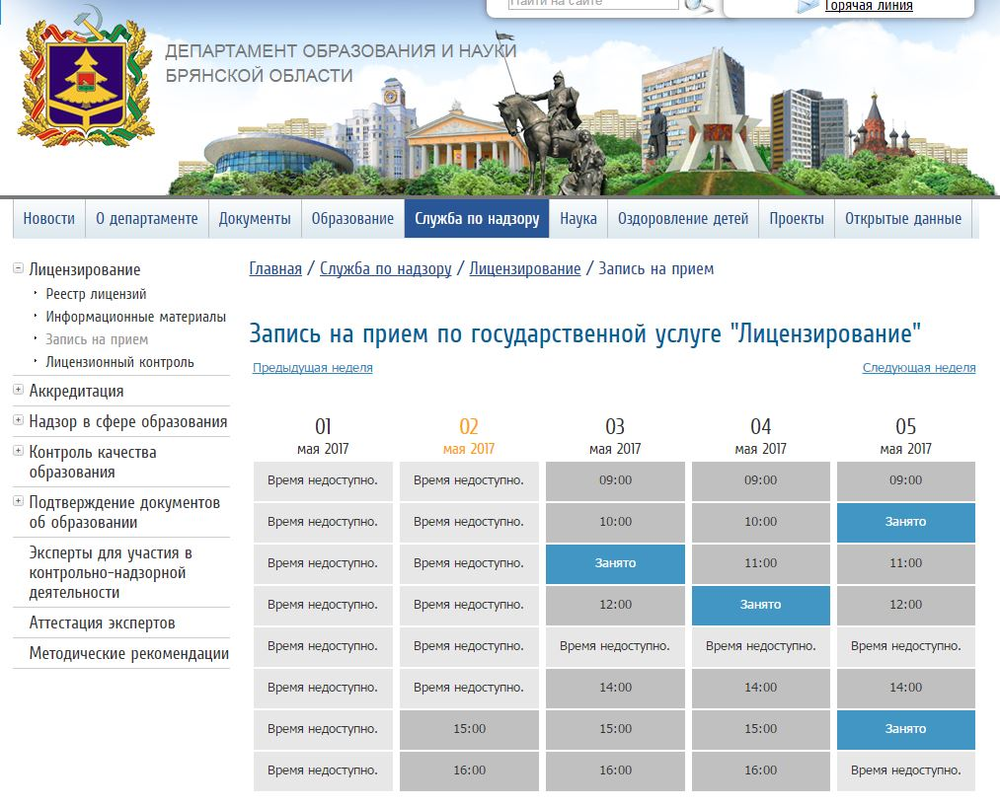 Найти на сайте
Горячая линия
ДЕПАРТАМЕНТ ОБРАЗОВАНИЯ И НАУКИ
БРЯНСКОЙ ОБЛАСТИ
Новости О департаменте Документы Образование Служба по надзору Наука Оздоровление детей Проекты Открытые данные
Лицензирование
Реестр лицензий
Информационные материалы
Запись на прием
Лицензионный контроль
Аккредитация
Надзор в сфере образования
Контроль качества
образования
Подтверждение документов
об образовании
Эксперты для участия в
контрольно-надзорной
деятельности
Аттестация экспертов
Методические рекомендации
Главная / Служба по надзору / Лицензирование / Запись на прием
Запись на прием по государственной услуге "Лицензирование"
Предыдущая неделя Следующая неделя
01 02 03 04 05
мая 2017 мая 2017 мая 2017 мая 2017 мая 2017
Время недоступно. Время недоступно. 09:00 09:00 09:00
Время недоступно. Время недоступно. 10:00 10:00 Занято
Время недоступно. Время недоступно. Занято 11:00 11:00
Время недоступно. Время недоступно. 12:00 Занято 12:00
Время недоступно. Время недоступно. Время недоступно. Время недоступно. Время недоступно.
Время недоступно. Время недоступно. 14:00 14:00 14:00
Время недоступно. 15:00 15:00 15:00 Занято
Время недоступно. 16:00 16:00 16:00 Время недоступно.